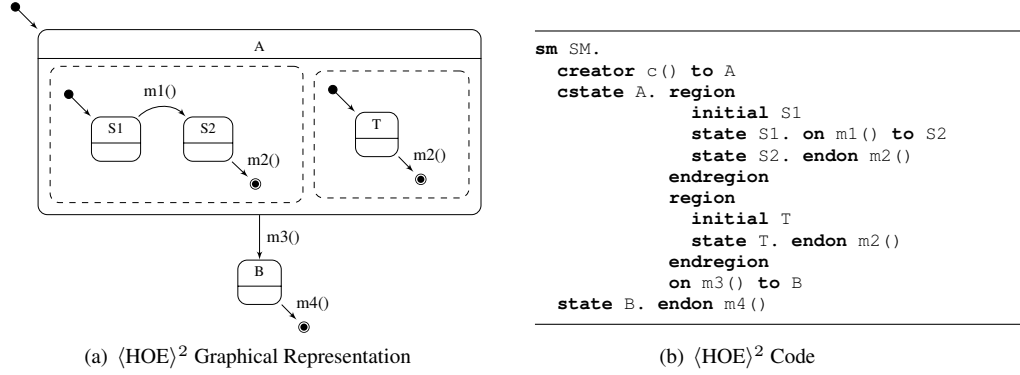 A
m1()
S1
S2
T
m2()
m2()
m3()
B
m4()
(a) ⟨HOE⟩² Graphical Representation
sm SM.
creator c() to A
cstate A. region
initial S1
state S1. on m1() to S2
state S2. endon m2()
endregion
region
initial T
state T. endon m2()
endregion
on m3() to B
state B. endon m4()
(b) ⟨HOE⟩² Code